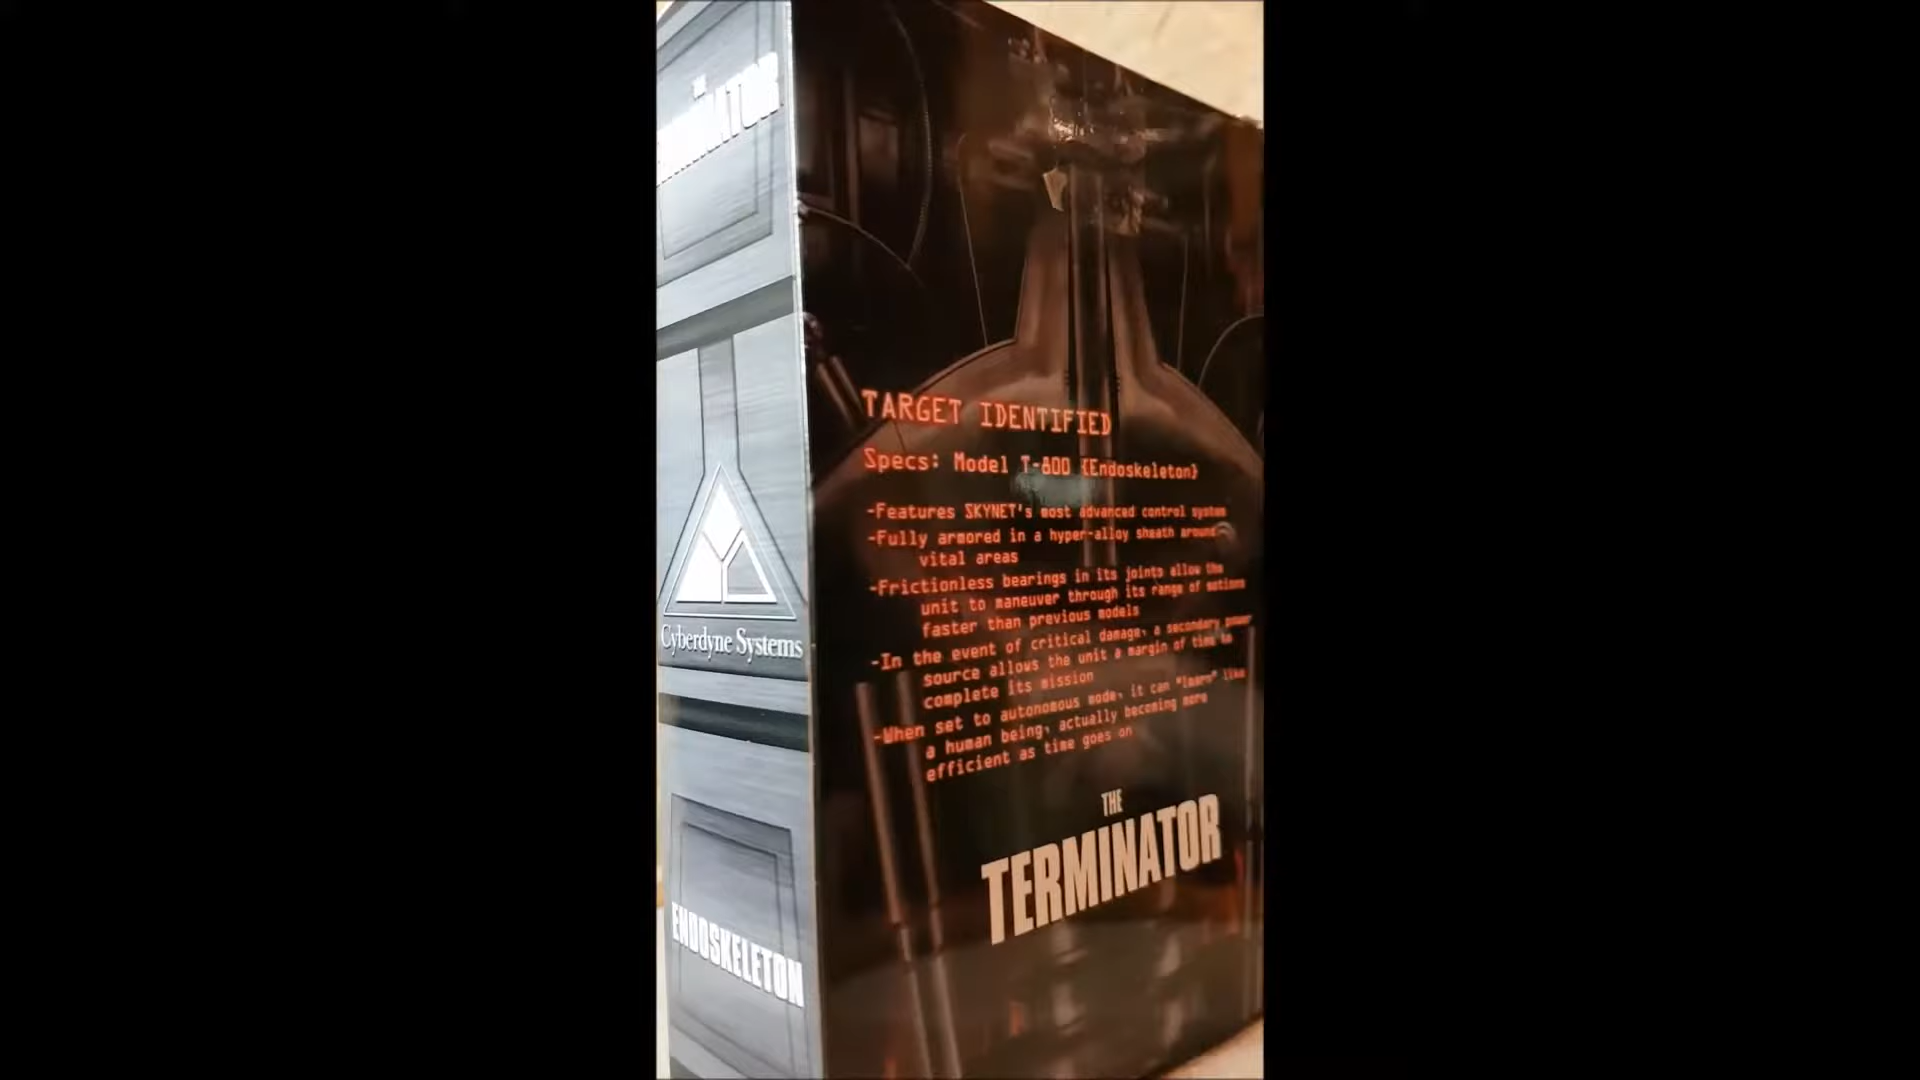 THE
TERMINATOR
Cyberdyne Systems
ENDOSKELETON
TARGET IDENTIFIED
Specs: Model T-800 {Endoskeleton}
-Features SKYNET's most advanced control system
-Fully armored in a hyper-alloy sheath around
vital areas
-Frictionless bearings in its joints allow the
unit to maneuver through its range of motions
faster than previous models
-In the event of critical damage, a secondary power
source allows the unit a margin of time to
complete its mission
-When set to autonomous mode, it can "learn" like
a human being, actually becoming more
efficient as time goes on
THE
TERMINATOR